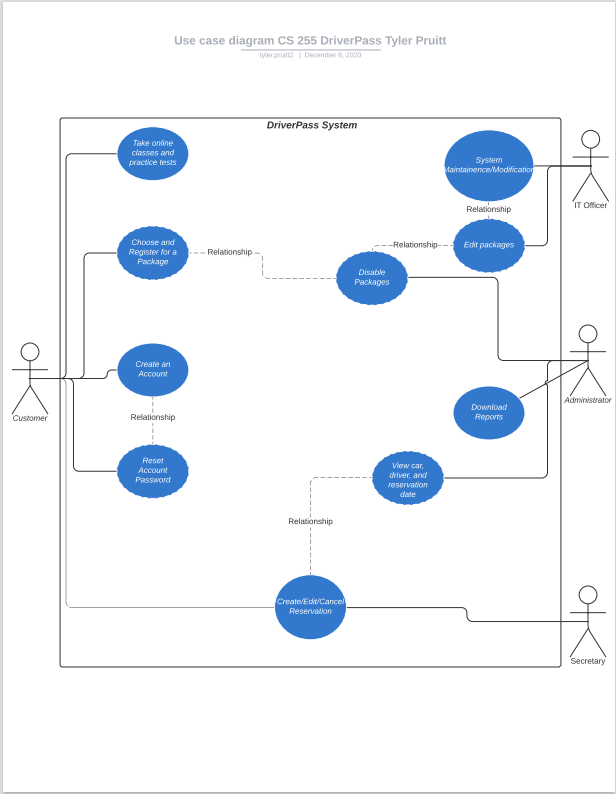 Use case diagram CS 255 DriverPass Tyler Pruitt
tyler.pruitt2 | December 6, 2020
DriverPass System
Take online
classes and
practice tests
System
Maintainence/Modification
IT Officer
Relationship
Choose and
Register for a
Package
Relationship
Relationship
Edit packages
Disable
Packages
Customer
Create an
Account
Administrator
Relationship
Download
Reports
Reset
Account
Password
View car,
driver, and
reservation
date
Relationship
Create/Edit/Cancel
Reservation
Secretary